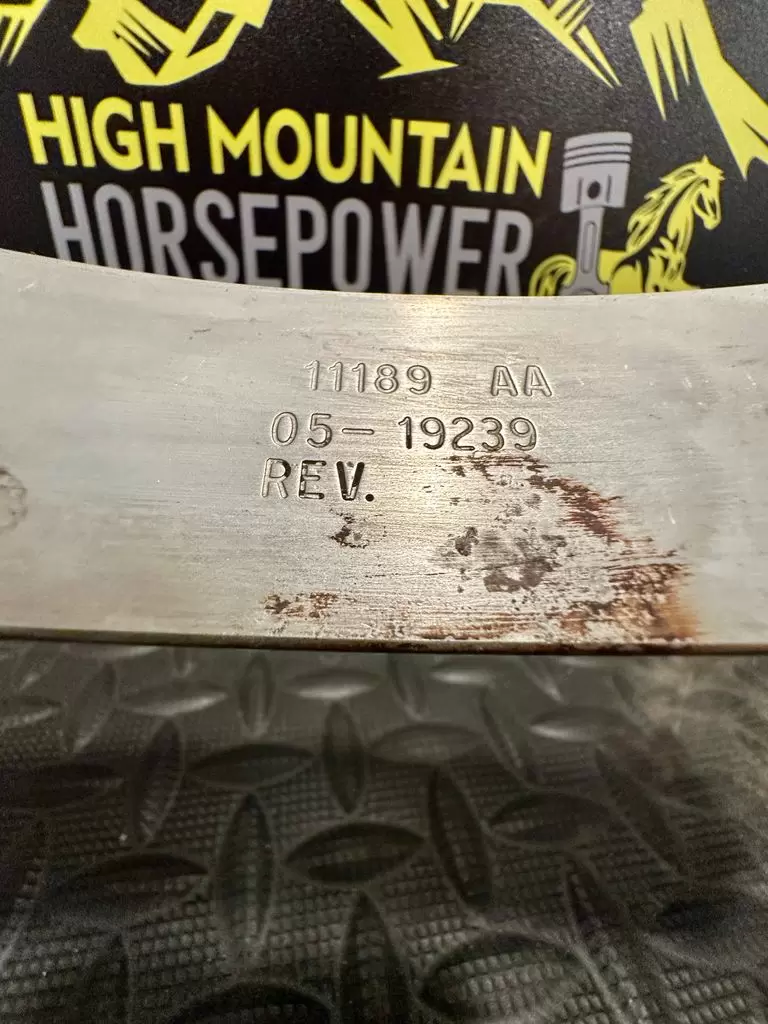 HIGH MOUNTAIN
HORSEPOWER
11189 AA
05-19239
REV.